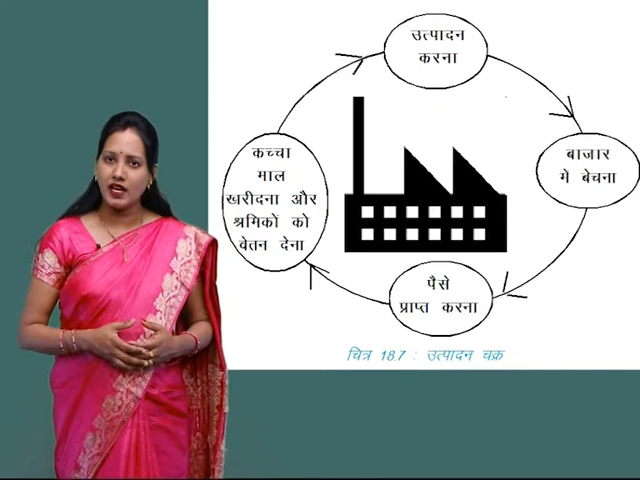 उत्पादन
करना
बाजार
में बेचना
पैसे
प्राप्त करना
कच्चा
माल
खरीदना और
श्रमिकों को
वेतन देना
चित्र 18.7 : उत्पादन चक्र